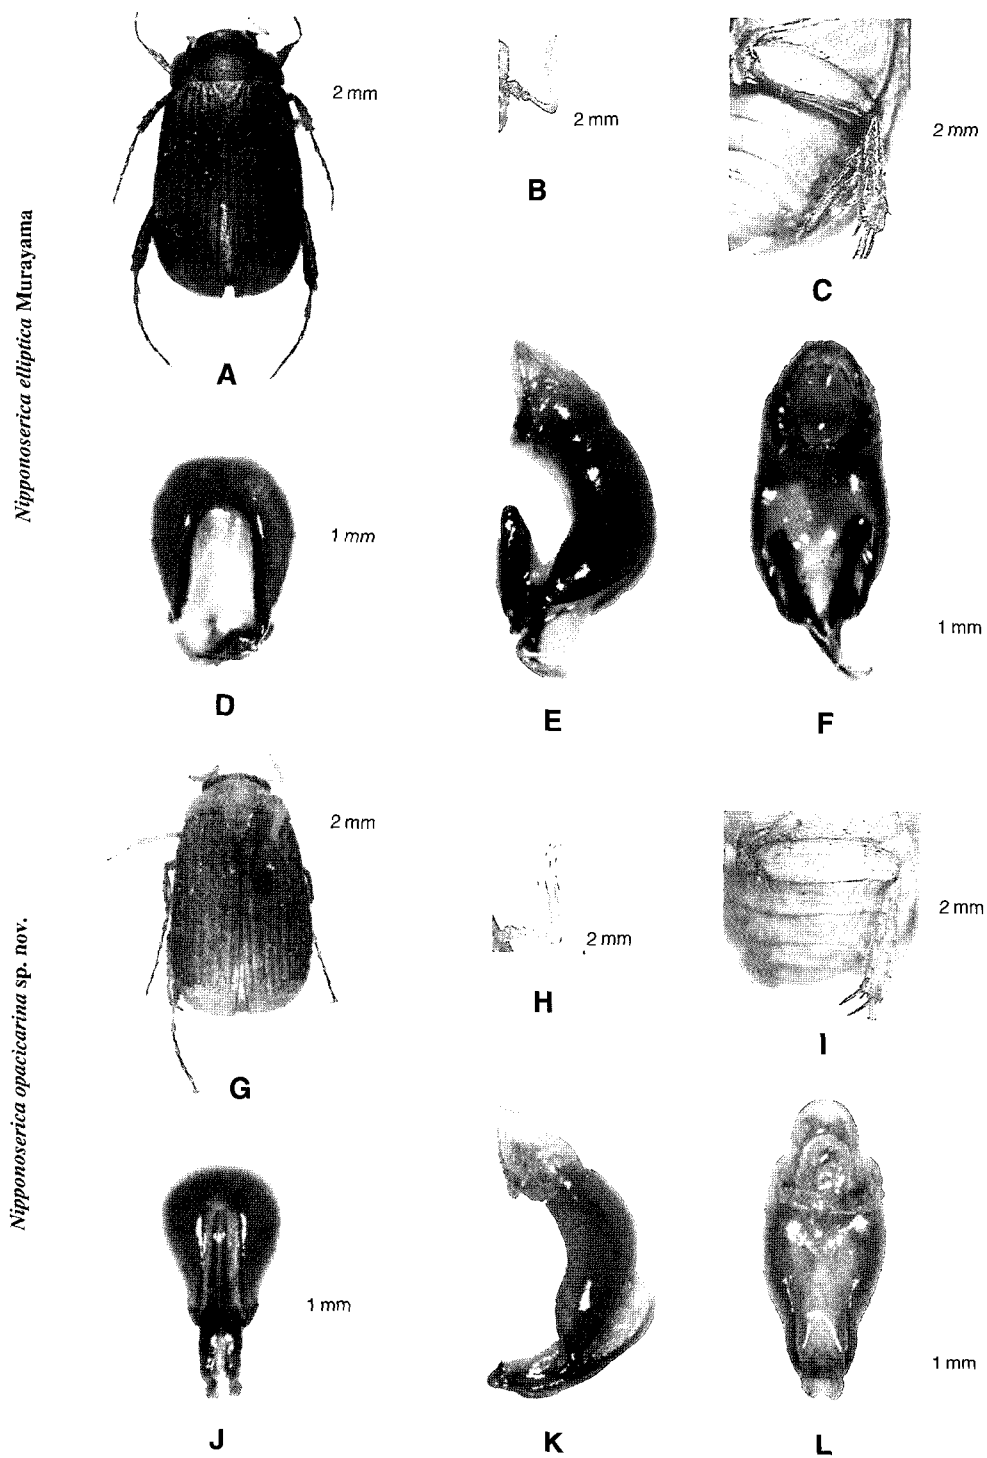 Nipponoserica elliptica Murayama
2 mm
A
2 mm
B
2 mm
C
1 mm
D
E
1 mm
F
Nipponoserica opacicarina sp. nov.
2 mm
G
2 mm
H
2 mm
I
1 mm
J
K
1 mm
L